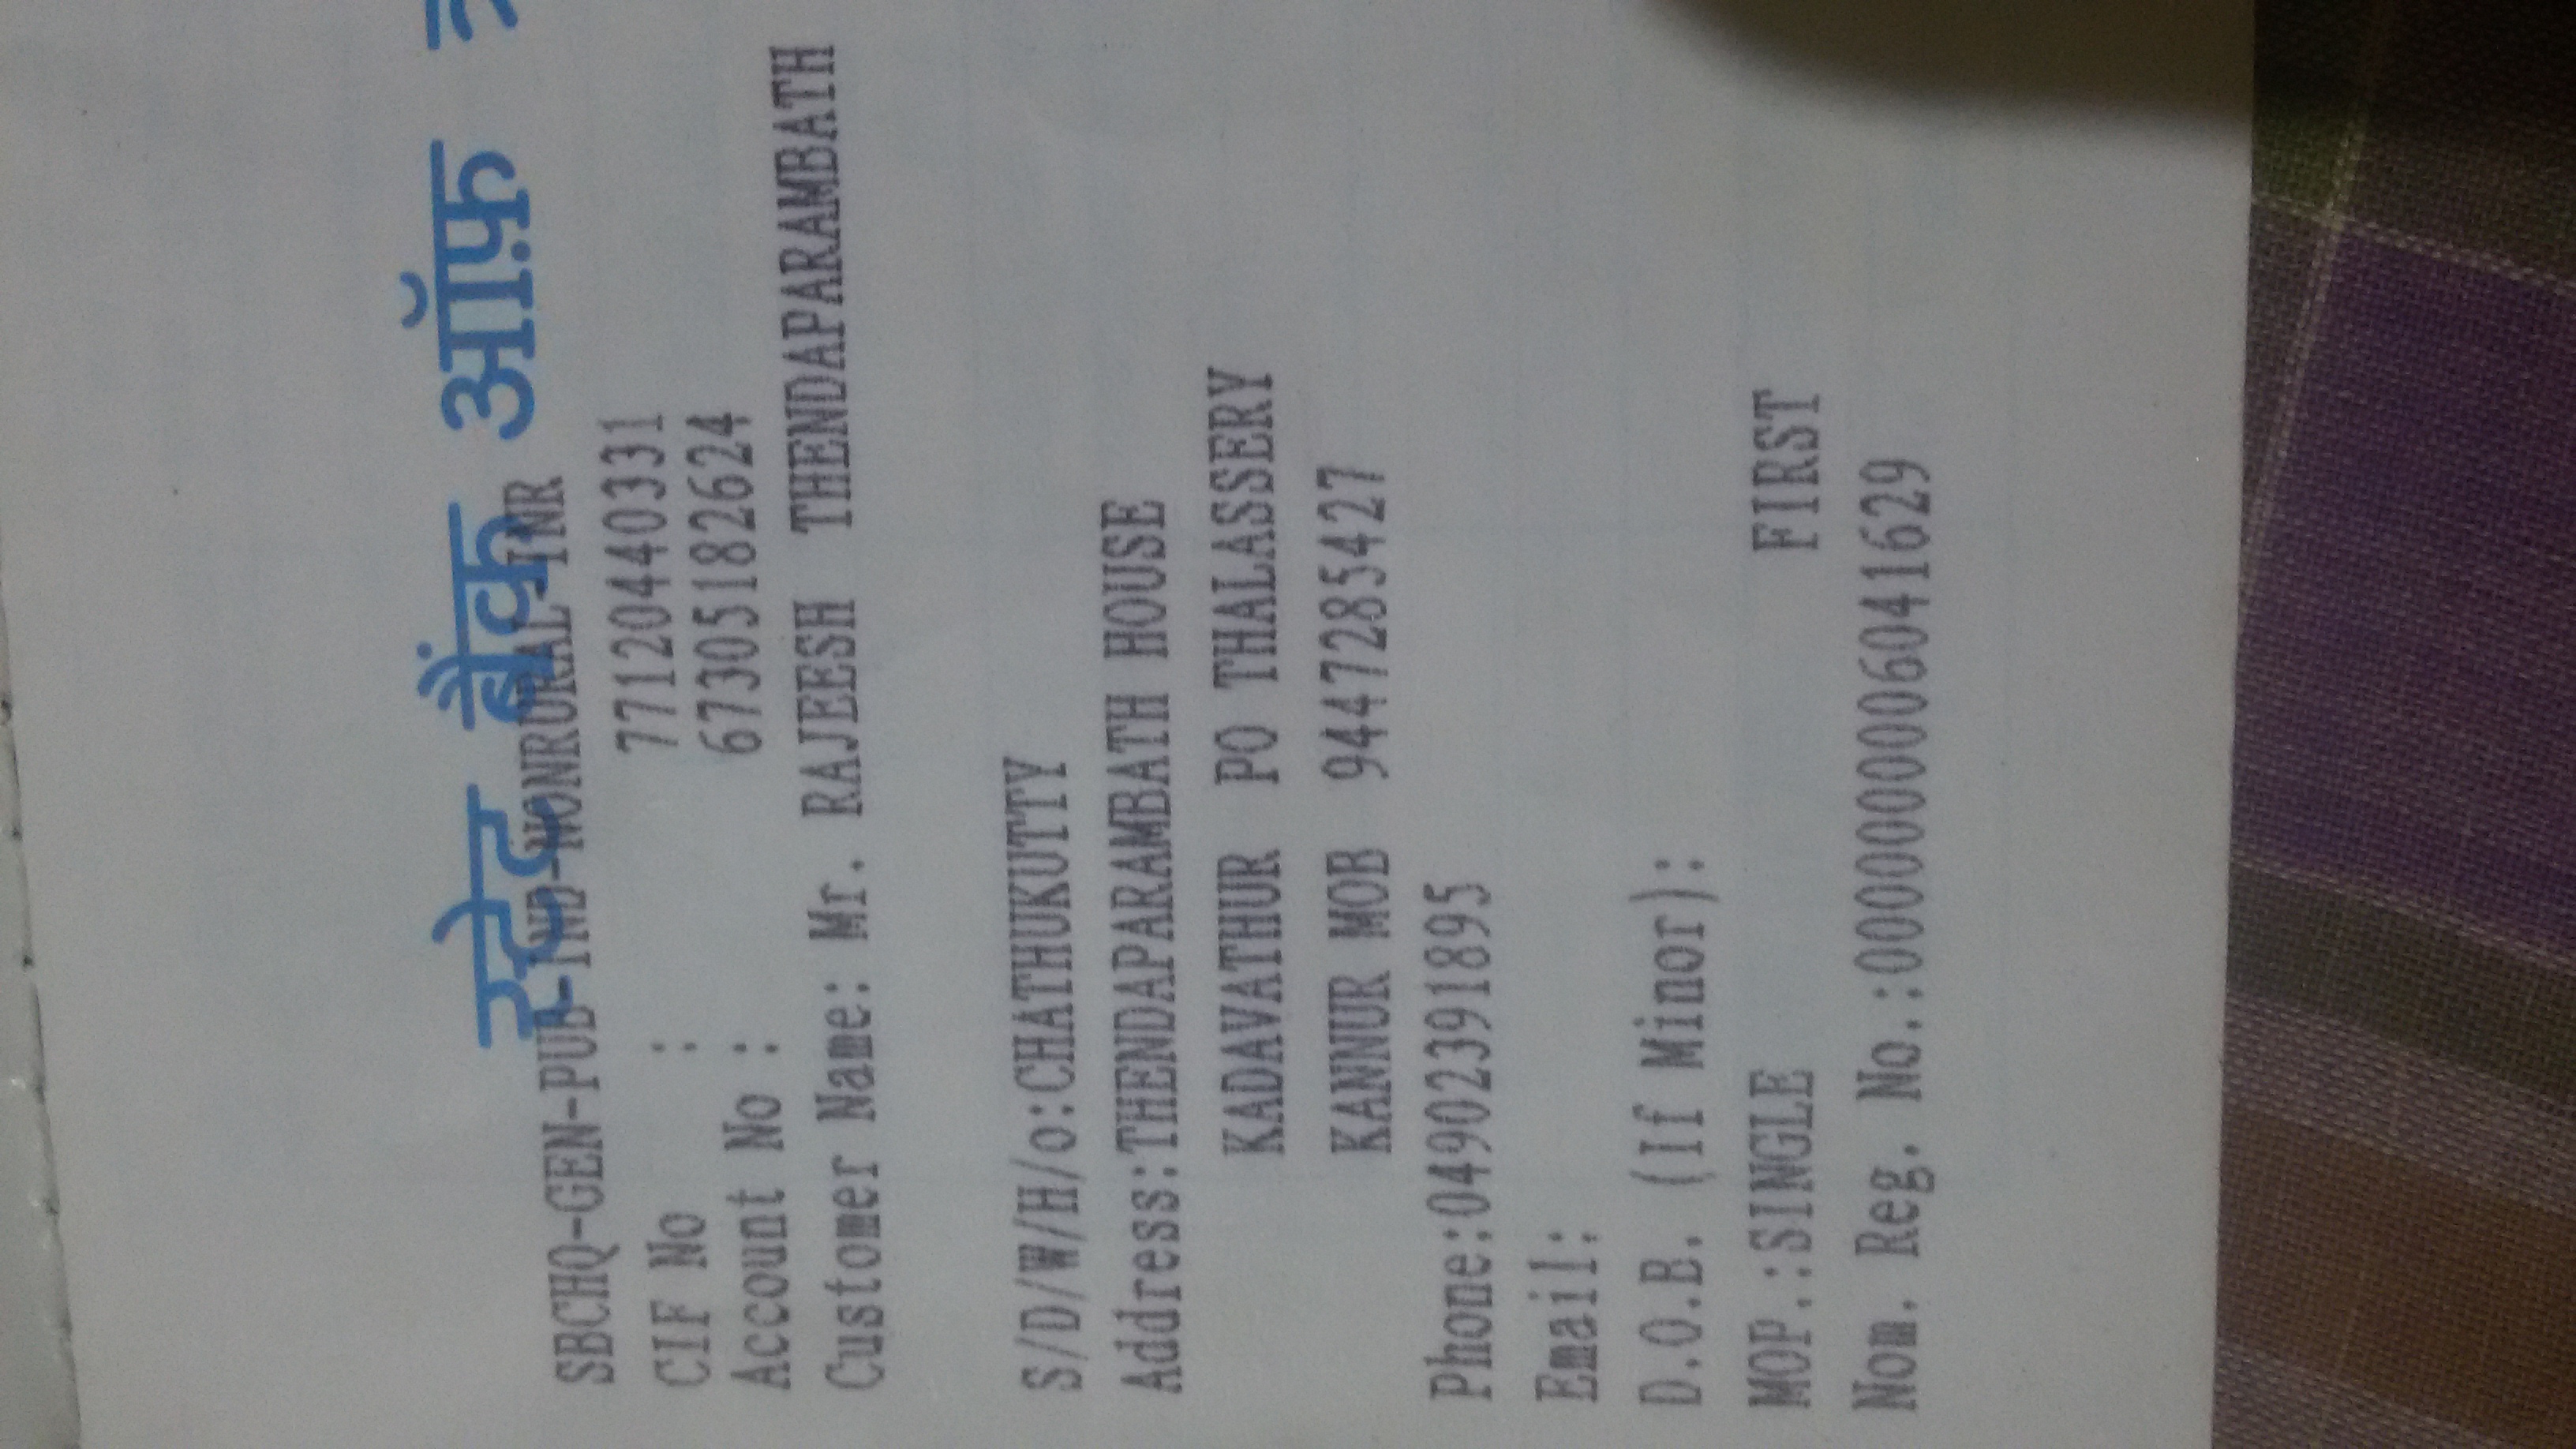 स्टेट बैंक ऑफ़
SBCHQ-GEN-PUB-IND-NONRURAL-INR
CIF No : 77120440331
Account No : 67305182624
Customer Name: Mr. RAJEESH THENDAPARAMBATH
S/D/W/H/o:CHATHUKUTTY
Address:THENDAPARAMBATH HOUSE
KADAVATHUR PO THALASSERY
KANNUR MOB 9447285427
Phone:04902391895
Email:
D.O.B. (If Minor):
MOP.:SINGLE FIRST
Nom. Reg. No.:0000000006041629